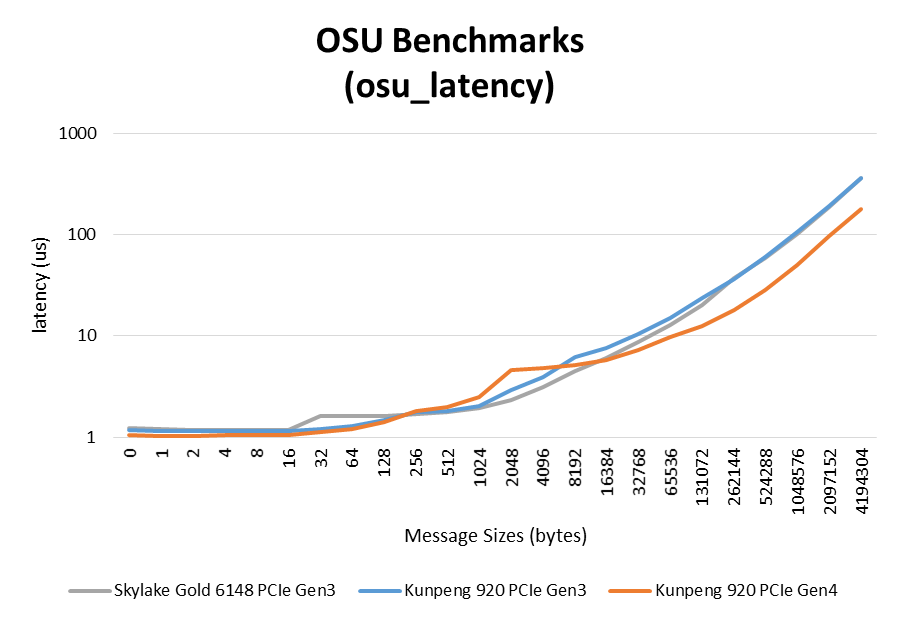 OSU Benchmarks
(osu_latency)
1000
100
10
1
latency (us)
0 1 2 4 8 16 32 64 128 256 512 1024 2048 4096 8192 16384 32768 65536 131072 262144 524288 1048576 2097152 4194304
Message Sizes (bytes)
Skylake Gold 6148 PCIe Gen3 Kunpeng 920 PCIe Gen3 Kunpeng 920 PCIe Gen4